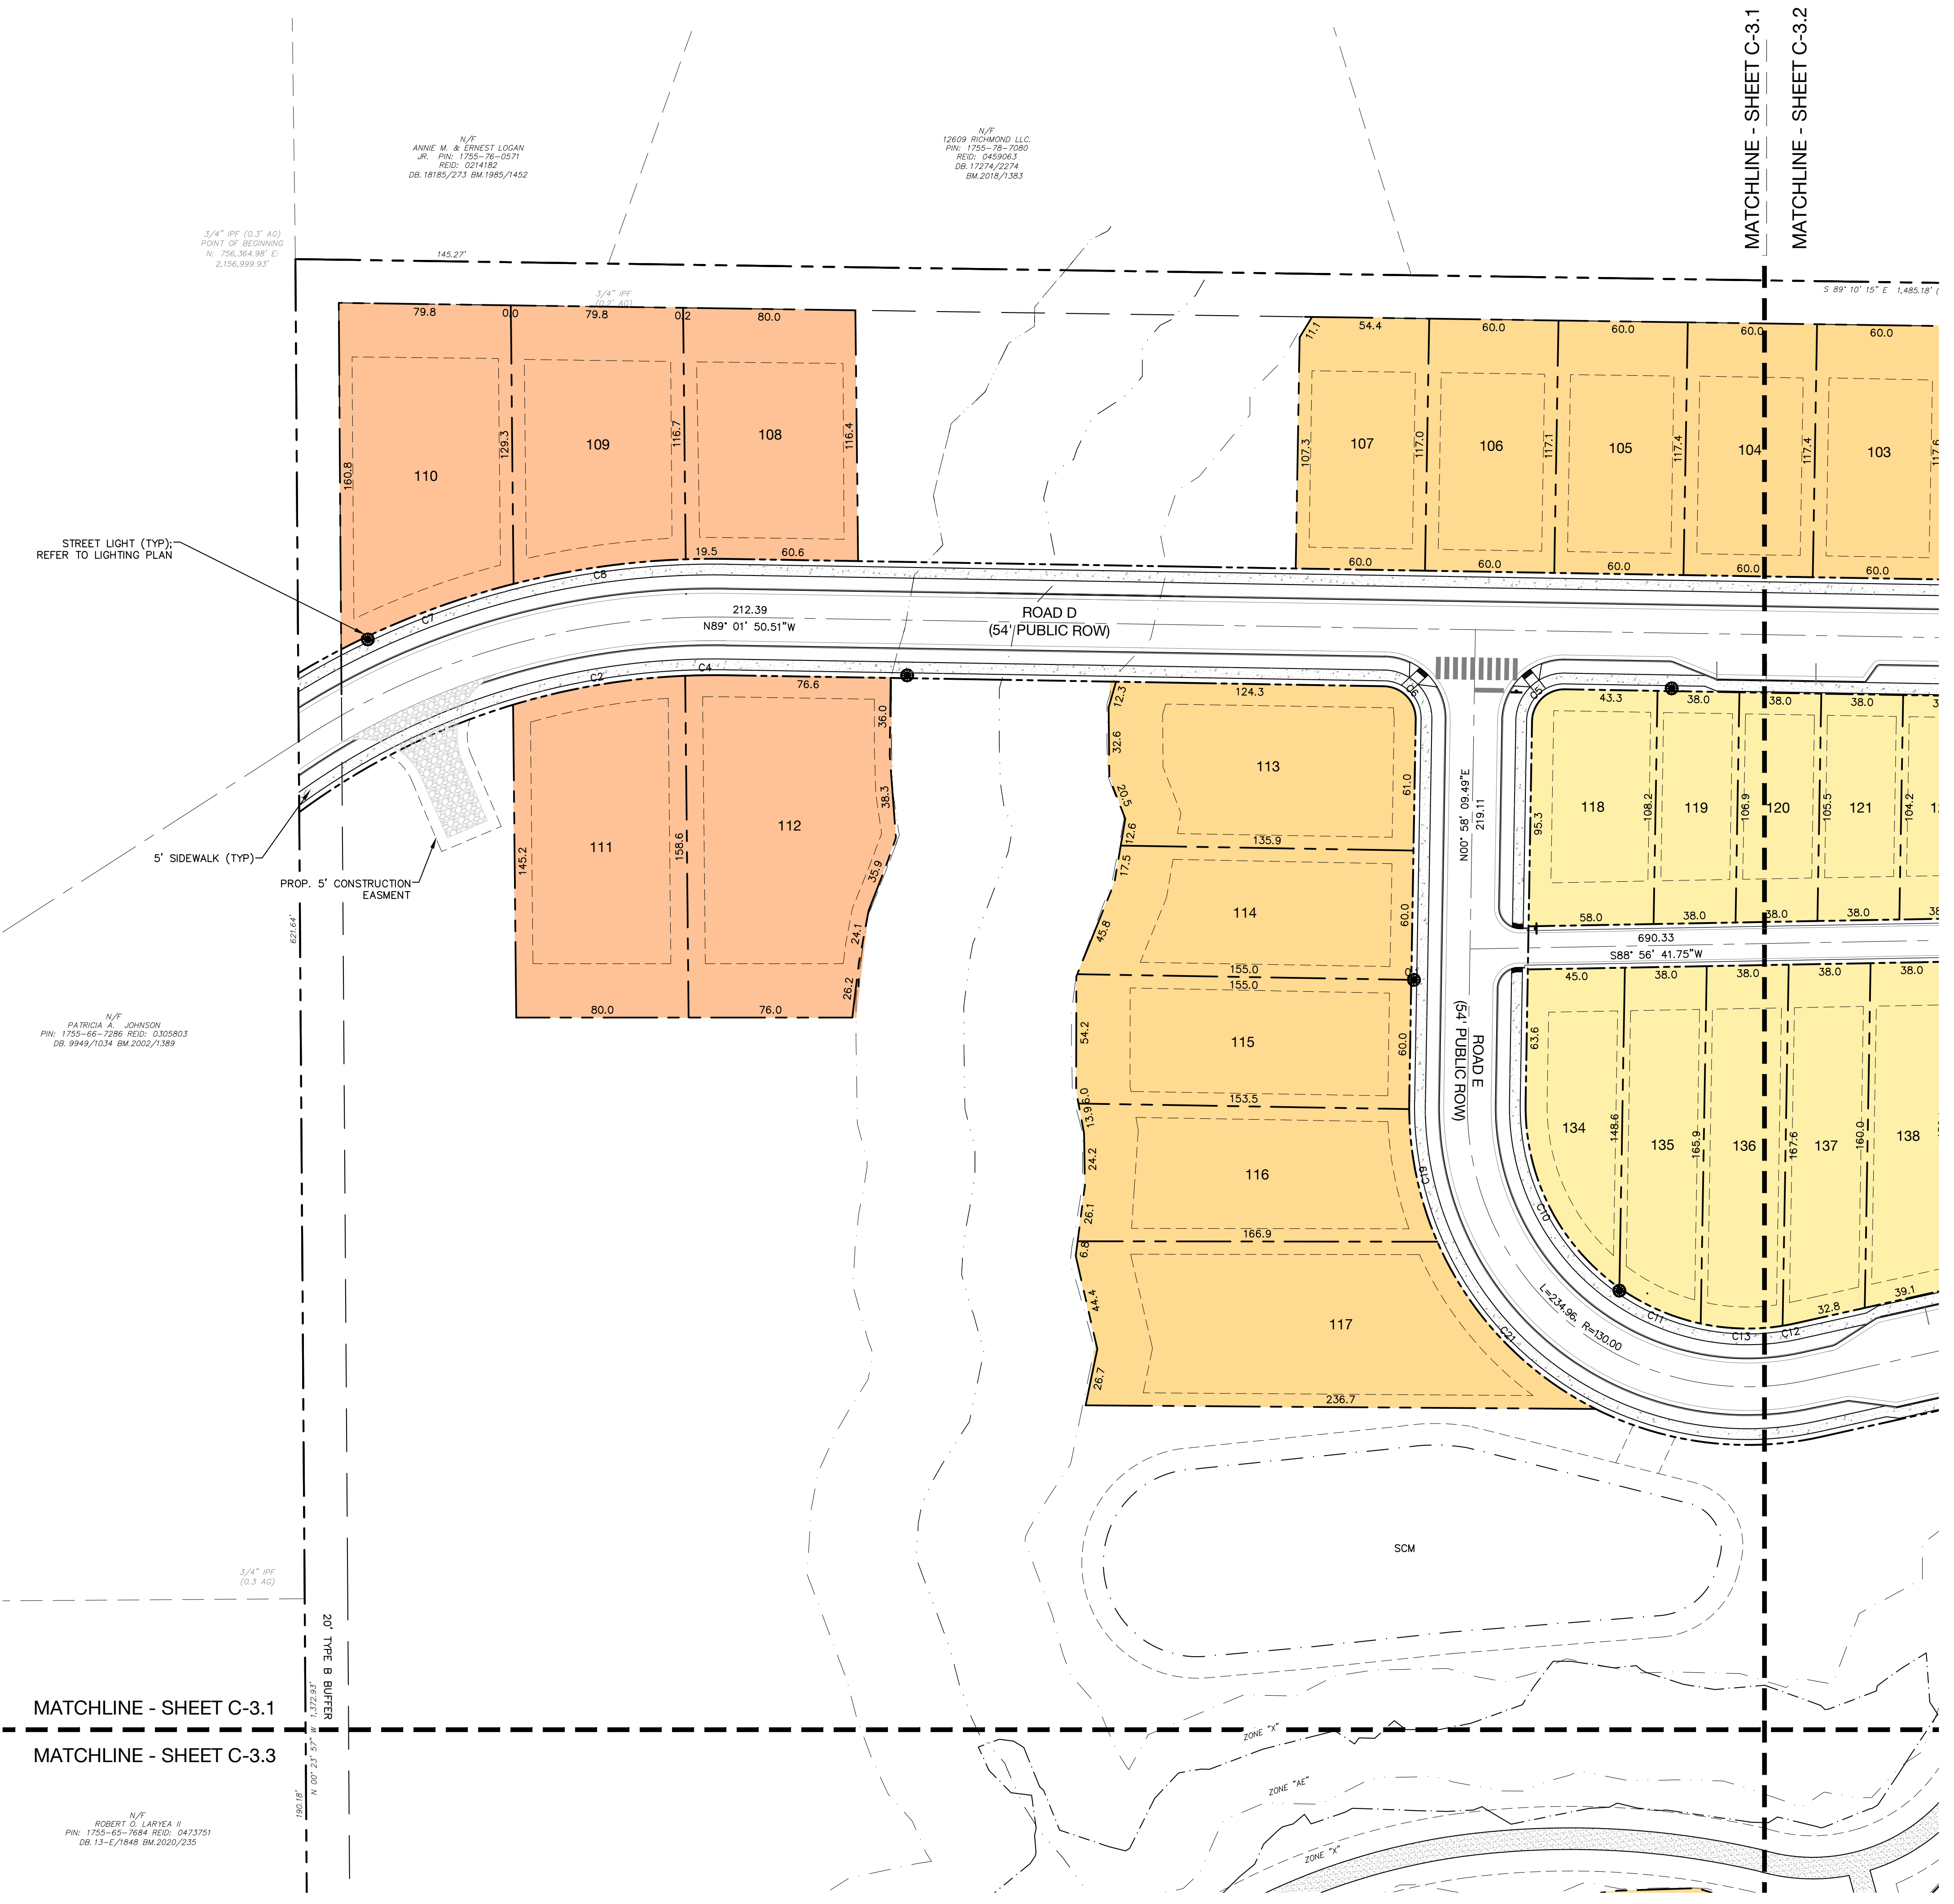 MATCHLINE - SHEET C-3.1
MATCHLINE - SHEET C-3.2
N/F
ANNIE M. & ERNEST LOGAN
JR. PIN: 1755-76-0571
REID: 0214182
DB. 18185/273 BM.1985/1452
N/F
12609 RICHMOND LLC.
PIN: 1755-78-7080
REID: 0459063
DB. 17274/2274
BM.2018/1383
3/4" IPF (0.3' AG)
POINT OF BEGINNING
N: 756,364.98' E:
2,156,999.93'
145.27'
3/4" IPF
(0.2' AG)
S 89° 10' 15" E 1,485.18' (
79.8
0.0
79.8
0.2
80.0
11.1
54.4
60.0
60.0
60.0
60.0
160.8
110
129.3
109
116.7
108
116.4
107.3
107
117.0
106
117.1
105
117.4
104
117.4
103
117.6
STREET LIGHT (TYP);
REFER TO LIGHTING PLAN
19.5
60.6
60.0
60.0
60.0
60.0
60.0
C7
C8
212.39
N89° 01' 50.51"W
ROAD D
(54' PUBLIC ROW)
C2
C4
76.6
36.0
12.3
124.3
43.3
38.0
38.0
38.0
32.6
113
61.0
20.5
12.6
135.9
38.3
35.9
24.1
26.2
145.2
111
158.6
112
80.0
76.0
5' SIDEWALK (TYP)
PROP. 5' CONSTRUCTION
EASMENT
621.64'
N00° 58' 09.49"E
219.11
95.3
118
108.2
119
106.9
120
105.5
121
104.2
58.0
38.0
38.0
38.0
38
690.33
S88° 56' 41.75"W
17.5
45.8
114
60.0
155.0
155.0
54.2
115
60.0
6.0
153.5
13.9
24.2
26.1
116
C19
166.9
6.8
44.4
26.7
117
C21
236.7
ROAD E
(54' PUBLIC ROW)
45.0
38.0
38.0
38.0
38.0
63.6
134
148.6
135
165.9
136
167.6
137
160.0
138
C10
C11
C13
C12
32.8
39.1
L=234.96, R=130.00
N/F
PATRICIA A. JOHNSON
PIN: 1755-66-7286 REID: 0305803
DB. 9949/1034 BM.2002/1389
3/4" IPF
(0.3 AG)
20' TYPE B BUFFER
SCM
MATCHLINE - SHEET C-3.1
MATCHLINE - SHEET C-3.3
N 00° 23' 57" W 1,372.93'
190.18'
ZONE "X"
ZONE "AE"
ZONE "X"
N/F
ROBERT O. LARYEA II
PIN: 1755-65-7684 REID: 0473751
DB. 13-E/1848 BM.2020/235